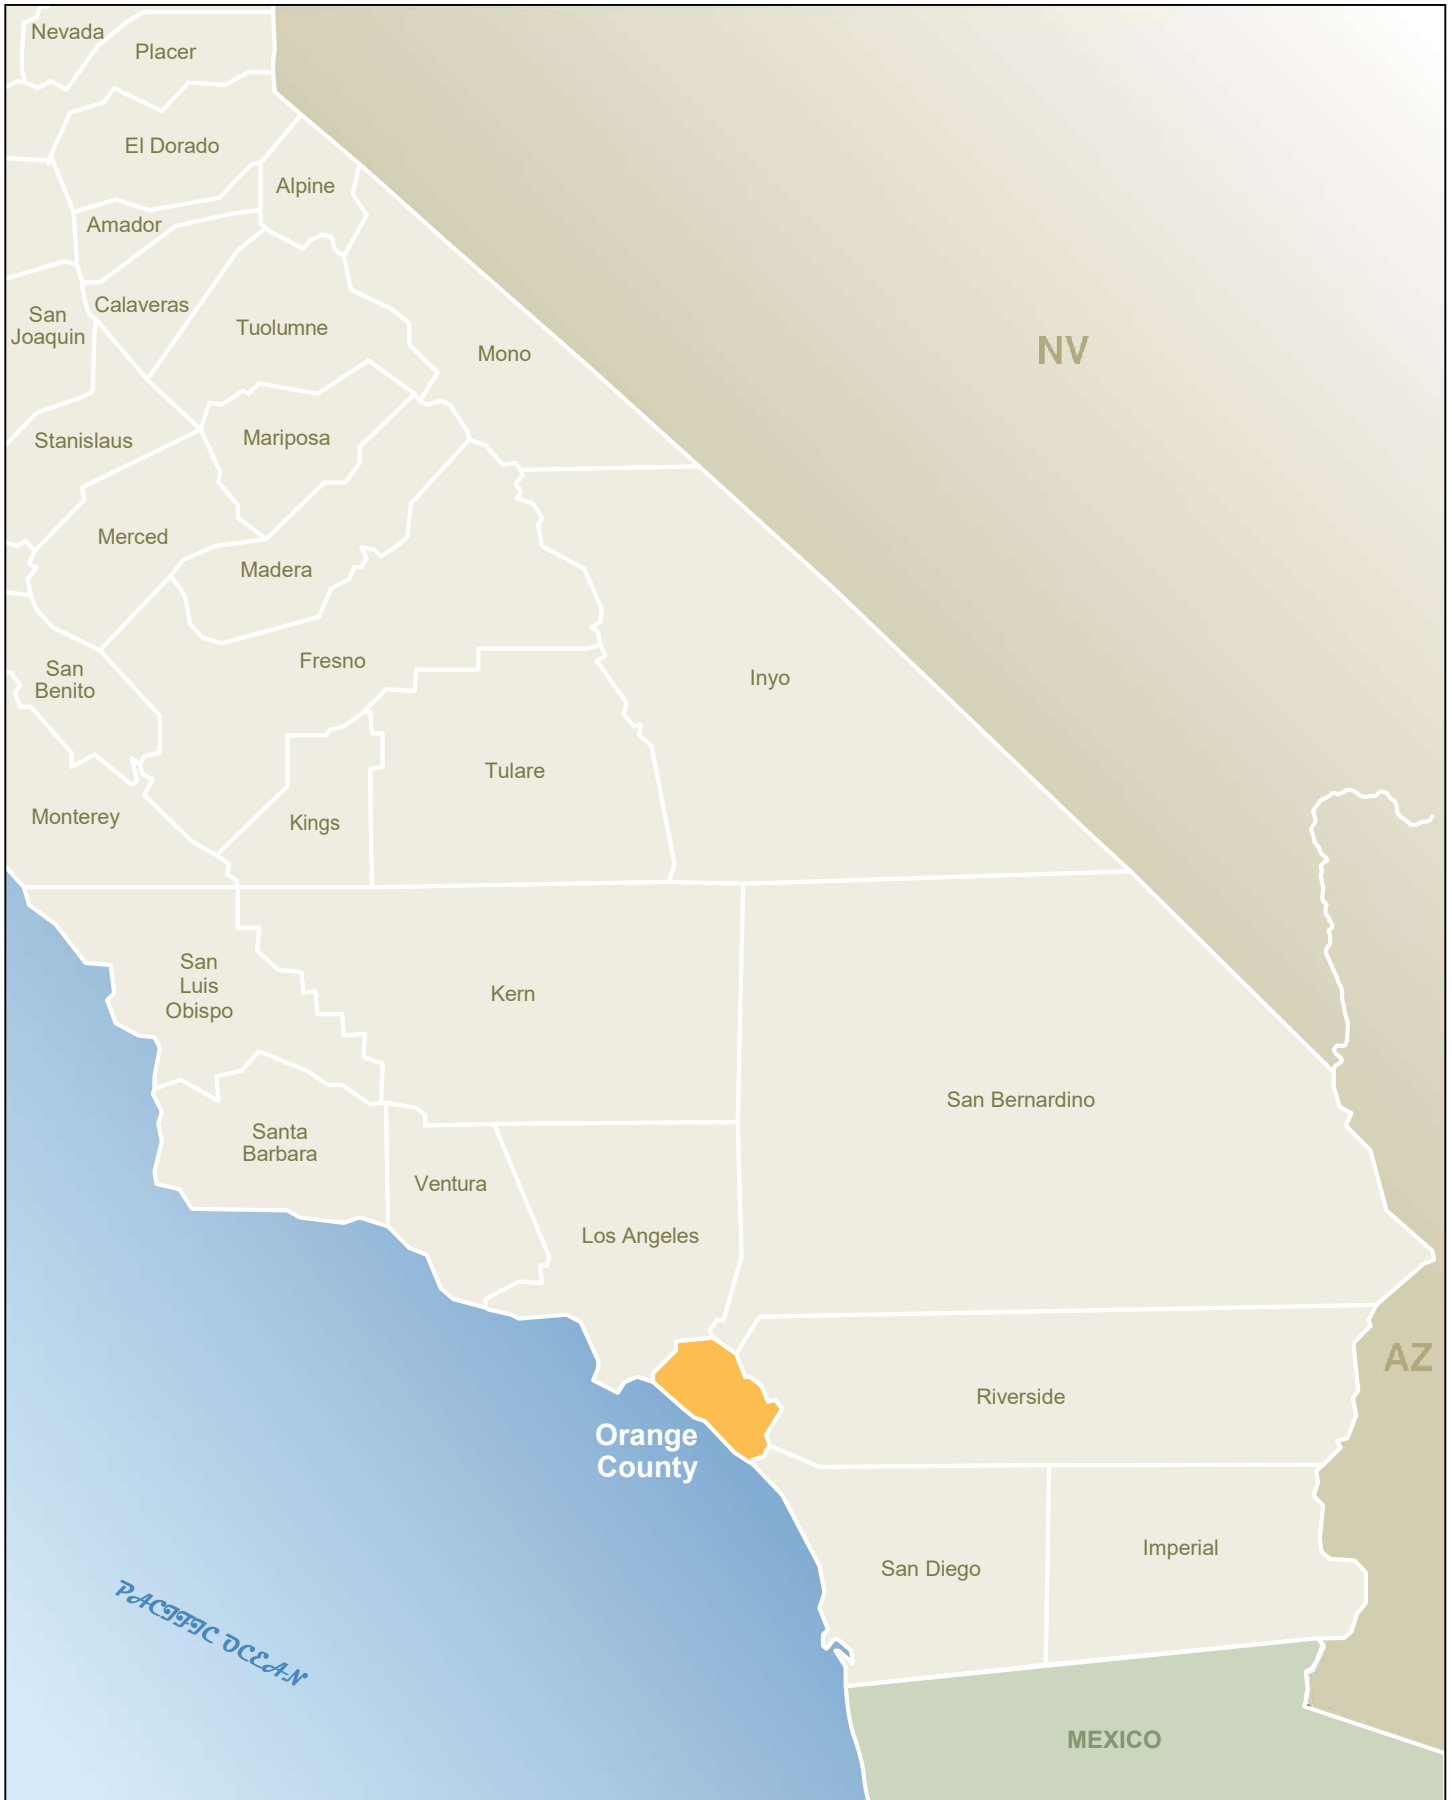 Nevada
Placer
El Dorado
Alpine
Amador
Calaveras
San
Joaquin
Tuolumne
Mono
NV
Stanislaus
Mariposa
Merced
Madera
Fresno
San
Benito
Inyo
Tulare
Monterey
Kings
San
Luis
Obispo
Kern
San Bernardino
Santa
Barbara
Ventura
Los Angeles
AZ
Riverside
Orange
County
Imperial
San Diego
PACIFIC OCEAN
MEXICO